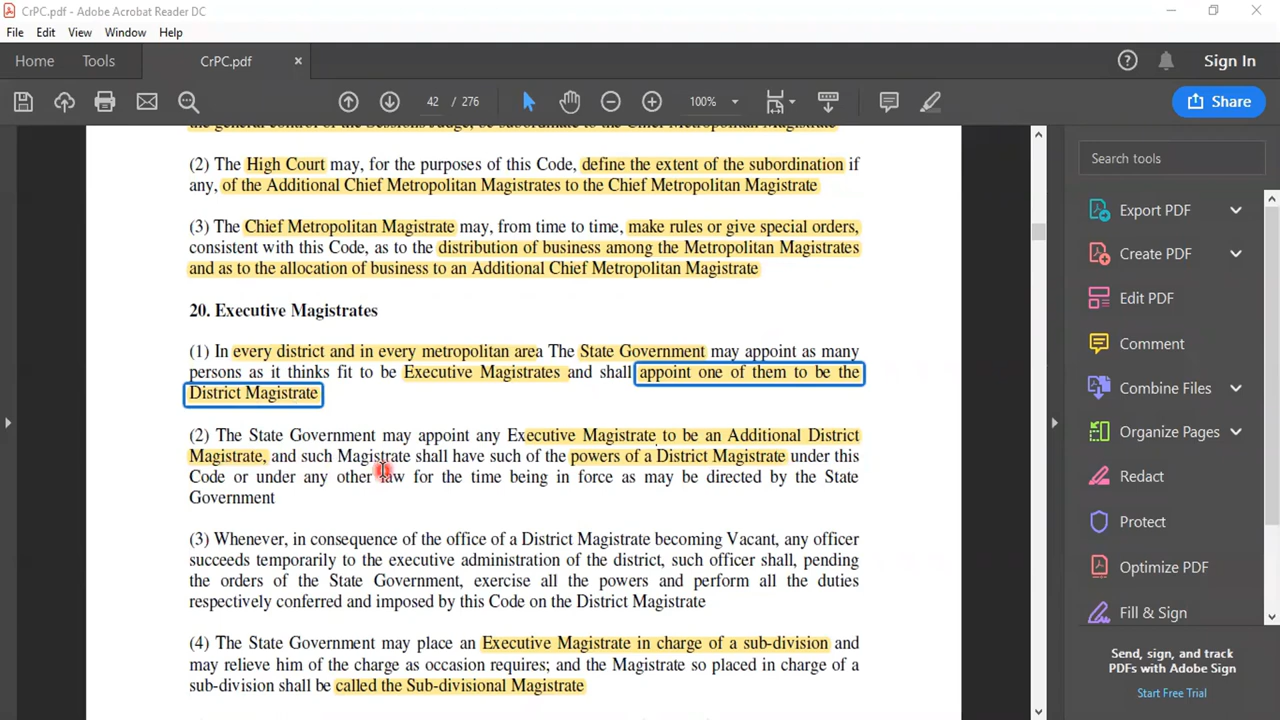 CrPC.pdf - Adobe Acrobat Reader DC
File Edit View Window Help
Home Tools CrPC.pdf × ? Sign In
42 / 276 100% Share
the general control of the Sessions Judge, be subordinate to the Chief Metropolitan Magistrate
(2) The High Court may, for the purposes of this Code, define the extent of the subordination if
any, of the Additional Chief Metropolitan Magistrates to the Chief Metropolitan Magistrate
(3) The Chief Metropolitan Magistrate may, from time to time, make rules or give special orders,
consistent with this Code, as to the distribution of business among the Metropolitan Magistrates
and as to the allocation of business to an Additional Chief Metropolitan Magistrate
20. Executive Magistrates
(1) In every district and in every metropolitan area The State Government may appoint as many
persons as it thinks fit to be Executive Magistrates and shall appoint one of them to be the
District Magistrate
(2) The State Government may appoint any Executive Magistrate to be an Additional District
Magistrate, and such Magistrate shall have such of the powers of a District Magistrate under this
Code or under any other law for the time being in force as may be directed by the State
Government
(3) Whenever, in consequence of the office of a District Magistrate becoming Vacant, any officer
succeeds temporarily to the executive administration of the district, such officer shall, pending
the orders of the State Government, exercise all the powers and perform all the duties
respectively conferred and imposed by this Code on the District Magistrate
(4) The State Government may place an Executive Magistrate in charge of a sub-division and
may relieve him of the charge as occasion requires; and the Magistrate so placed in charge of a
sub-division shall be called the Sub-divisional Magistrate
Search tools
Export PDF
Create PDF
Edit PDF
Comment
Combine Files
Organize Pages
Redact
Protect
Optimize PDF
Fill & Sign
Send, sign, and track
PDFs with Adobe Sign
Start Free Trial